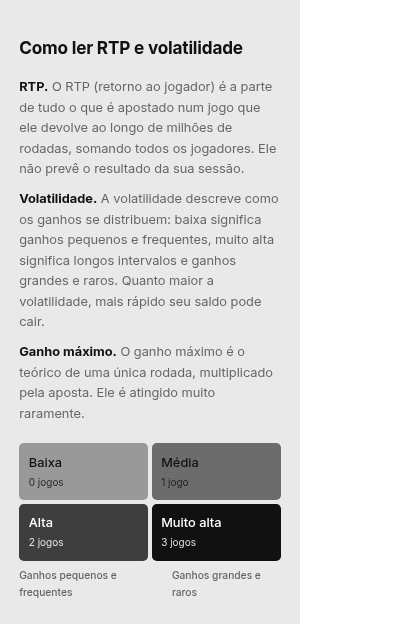 Como ler RTP e volatilidade
RTP. O RTP (retorno ao jogador) é a parte
de tudo o que é apostado num jogo que
ele devolve ao longo de milhões de
rodadas, somando todos os jogadores. Ele
não prevê o resultado da sua sessão.
Volatilidade. A volatilidade descreve como
os ganhos se distribuem: baixa significa
ganhos pequenos e frequentes, muito alta
significa longos intervalos e ganhos
grandes e raros. Quanto maior a
volatilidade, mais rápido seu saldo pode
cair.
Ganho máximo. O ganho máximo é o
teórico de uma única rodada, multiplicado
pela aposta. Ele é atingido muito
raramente.
Baixa
0 jogos
Média
1 jogo
Alta
2 jogos
Muito alta
3 jogos
Ganhos pequenos e
frequentes
Ganhos grandes e
raros